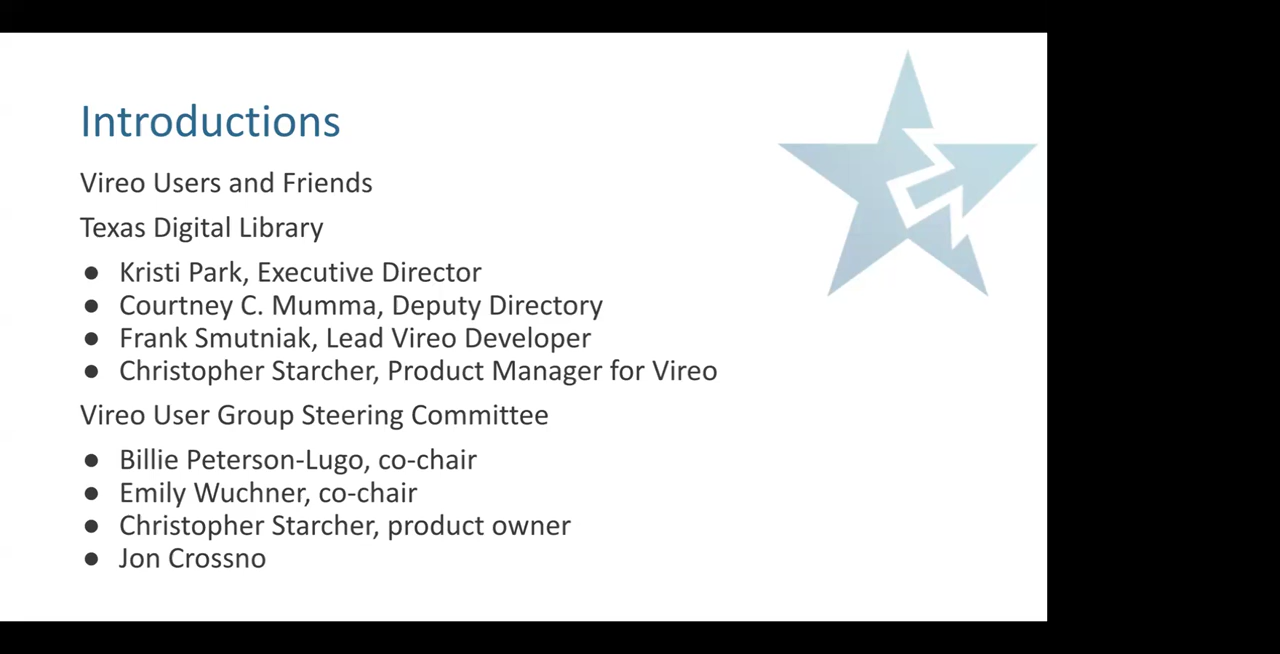 Introductions
Vireo Users and Friends
Texas Digital Library
● Kristi Park, Executive Director
● Courtney C. Mumma, Deputy Directory
● Frank Smutniak, Lead Vireo Developer
● Christopher Starcher, Product Manager for Vireo
Vireo User Group Steering Committee
● Billie Peterson-Lugo, co-chair
● Emily Wuchner, co-chair
● Christopher Starcher, product owner
● Jon Crossno